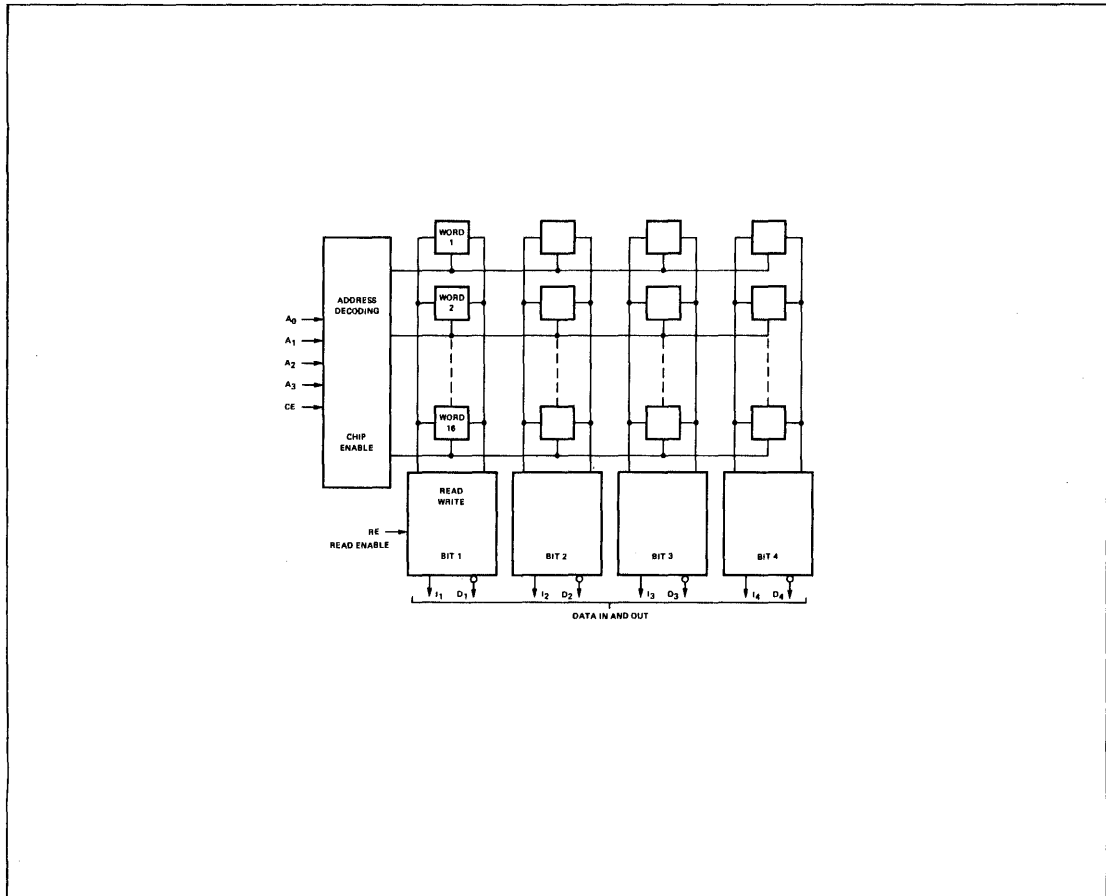 WORD
1
ADDRESS
DECODING
WORD
2
A0
A1
A2
A3
CE
WORD
16
CHIP
ENABLE
READ
WRITE
RE
READ ENABLE
BIT 1
BIT 2
BIT 3
BIT 4
I1 D1 I2 D2 I3 D3 I4 D4
DATA IN AND OUT